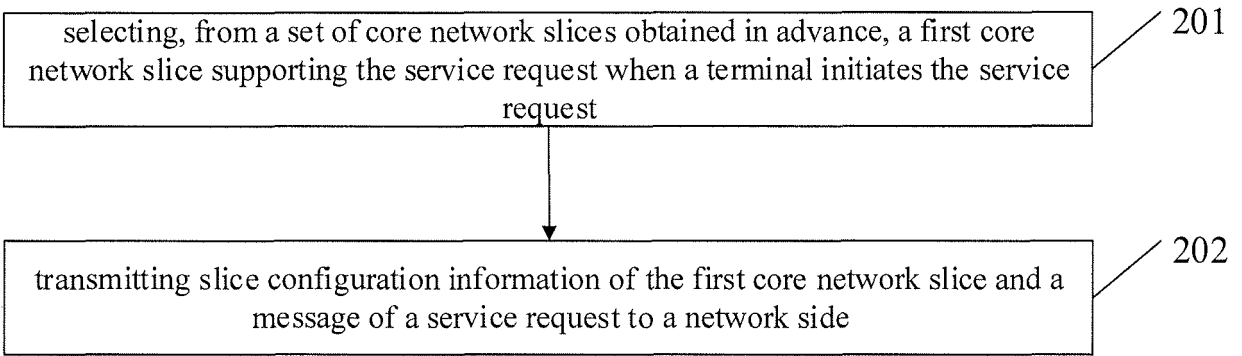 selecting, from a set of core network slices obtained in advance, a first core
201
network slice supporting the service request when a terminal initiates the service
request
202
transmitting slice configuration information of the first core network slice and a
message of a service request to a network side